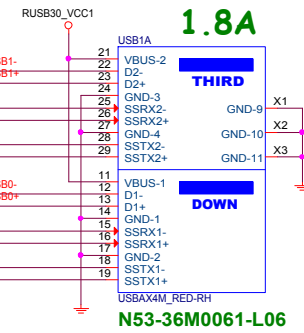 RUSB30_VCC1
1.8A
USB1A
21 VBUS-2
22 D2-
23 D2+
24 GND-3
25 SSRX2-
26 SSRX2+
27 GND-4
28 SSTX2-
29 SSTX2+
THIRD
GND-9 X1
GND-10 X2
GND-11 X3
11 VBUS-1
12 D1-
13 D1+
14 GND-1
15 SSRX1-
16 SSRX1+
17 GND-2
18 SSTX1-
19 SSTX1+
DOWN
USBAX4M_RED-RH
N53-36M0061-L06